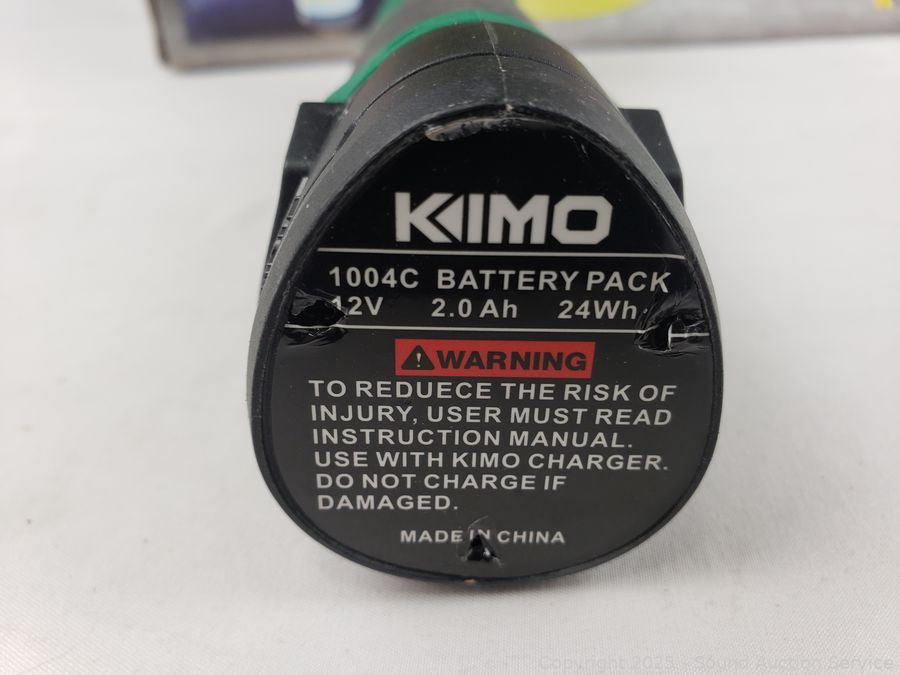 KIMO
1004C BATTERY PACK
12V 2.0 Ah 24Wh
WARNING
TO REDUECE THE RISK OF
INJURY, USER MUST READ
INSTRUCTION MANUAL.
USE WITH KIMO CHARGER.
DO NOT CHARGE IF
DAMAGED.
MADE IN CHINA
Copyright 2025 - Sound Auction Service